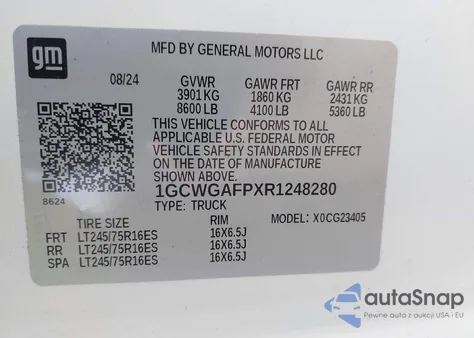 gm
MFD BY GENERAL MOTORS LLC
08/24 GVWR GAWR FRT GAWR RR
3901 KG 1860 KG 2431 KG
8600 LB 4100 LB 5360 LB
THIS VEHICLE CONFORMS TO ALL
APPLICABLE U.S. FEDERAL MOTOR
VEHICLE SAFETY STANDARDS IN EFFECT
ON THE DATE OF MANUFACTURE
SHOWN ABOVE.
1GCWGAFPXR1248280
8624
TYPE: TRUCK
TIRE SIZE RIM MODEL: X0CG23405
FRT LT245/75R16ES 16X6.5J
RR LT245/75R16ES 16X6.5J
SPA LT245/75R16ES 16X6.5J
autoSnap
Pewne auta z aukcji USA i EU